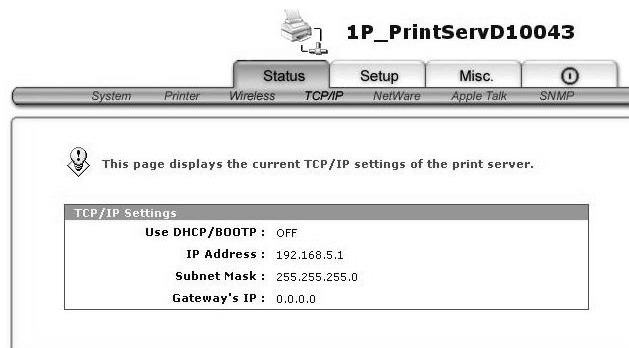 1P_PrintServD10043
Status Setup Misc.
System Printer Wireless TCP/IP NetWare Apple Talk SNMP
This page displays the current TCP/IP settings of the print server.
TCP/IP Settings
Use DHCP/BOOTP : OFF
IP Address : 192.168.5.1
Subnet Mask : 255.255.255.0
Gateway's IP : 0.0.0.0